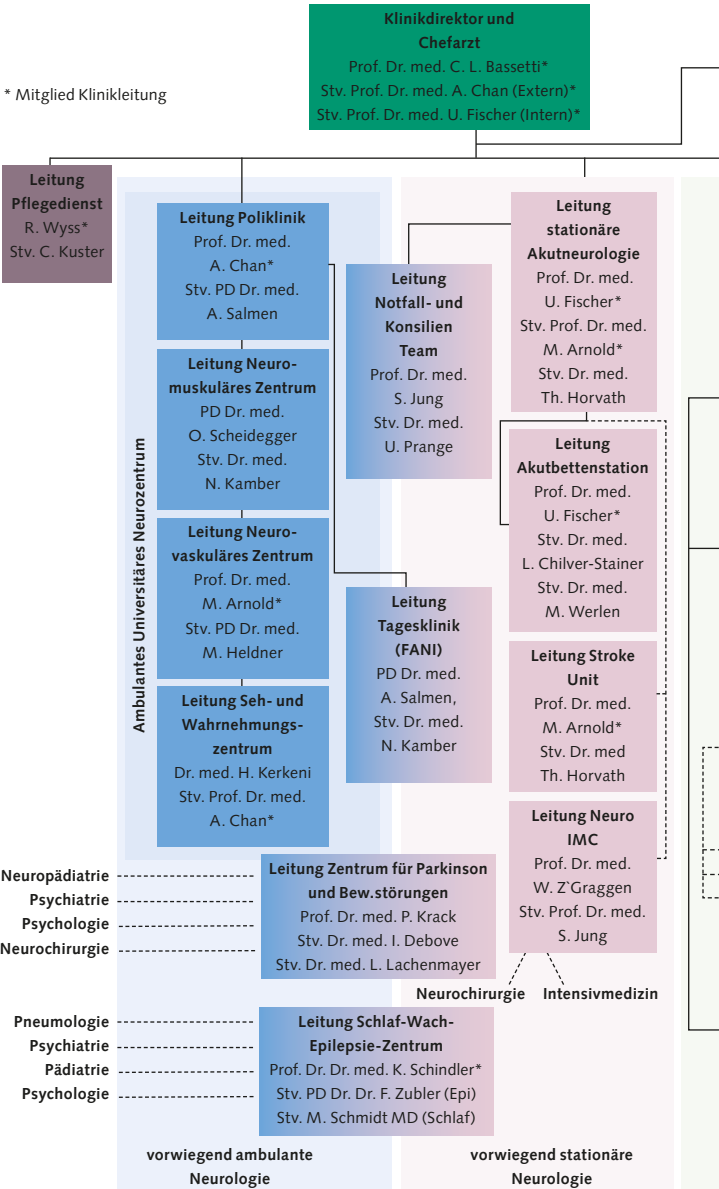 Klinikdirektor und
Chefarzt
Prof. Dr. med. C. L. Bassetti*
Stv. Prof. Dr. med. A. Chan (Extern)*
Stv. Prof. Dr. med. U. Fischer (Intern)*
* Mitglied Klinikleitung
Leitung
Pflegedienst
R. Wyss*
Stv. C. Kuster
Ambulantes Universitäres Neurozentrum
Leitung Poliklinik
Prof. Dr. med.
A. Chan*
Stv. PD Dr. med.
A. Salmen
Leitung Neuro-
muskuläres Zentrum
PD Dr. med.
O. Scheidegger
Stv. Dr. med.
N. Kamber
Leitung Neuro-
vaskuläres Zentrum
Prof. Dr. med.
M. Arnold*
Stv. PD Dr. med.
M. Heldner
Leitung Seh- und
Wahrnehmungs-
zentrum
Dr. med. H. Kerkeni
Stv. Prof. Dr. med.
A. Chan*
Leitung
Notfall- und
Konsilien
Team
Prof. Dr. med.
S. Jung
Stv. Dr. med.
U. Prange
Leitung
Tagesklinik
(FANI)
PD Dr. med.
A. Salmen,
Stv. Dr. med.
N. Kamber
Leitung
stationäre
Akutneurologie
Prof. Dr. med.
U. Fischer*
Stv. Prof. Dr. med.
M. Arnold*
Stv. Dr. med.
Th. Horvath
Leitung
Akutbettenstation
Prof. Dr. med.
U. Fischer*
Stv. Dr. med.
L. Chilver-Stainer
Stv. Dr. med.
M. Werlen
Leitung Stroke
Unit
Prof. Dr. med.
M. Arnold*
Stv. Dr. med
Th. Horvath
Leitung Neuro
IMC
Prof. Dr. med.
W. Z`Graggen
Stv. Prof. Dr. med.
S. Jung
Neurochirurgie
Intensivmedizin
Neuropädiatrie
Psychiatrie
Psychologie
Neurochirurgie
Leitung Zentrum für Parkinson
und Bew.störungen
Prof. Dr. med. P. Krack
Stv. Dr. med. I. Debove
Stv. Dr. med. L. Lachenmayer
Pneumologie
Psychiatrie
Pädiatrie
Psychologie
Leitung Schlaf-Wach-
Epilepsie-Zentrum
Prof. Dr. Dr. med. K. Schindler*
Stv. PD Dr. Dr. F. Zubler (Epi)
Stv. M. Schmidt MD (Schlaf)
vorwiegend ambulante
Neurologie
vorwiegend stationäre
Neurologie